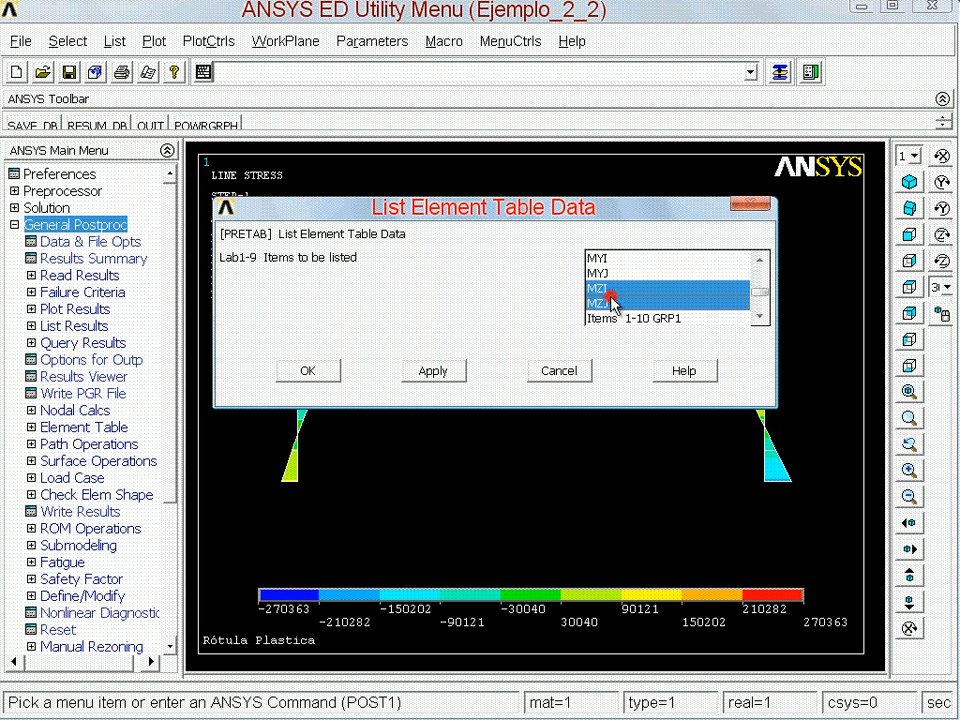 ANSYS ED Utility Menu (Ejemplo_2_2)
File Select List Plot PlotCtrls WorkPlane Parameters Macro MenuCtrls Help
ANSYS Toolbar
SAVE_DB RESUM_DB QUIT POWRGRPH
ANSYS Main Menu
Preferences
Preprocessor
Solution
General Postproc
Data & File Opts
Results Summary
Read Results
Failure Criteria
Plot Results
List Results
Query Results
Options for Outp
Results Viewer
Write PGR File
Nodal Calcs
Element Table
Path Operations
Surface Operations
Load Case
Check Elem Shape
Write Results
ROM Operations
Submodeling
Fatigue
Safety Factor
Define/Modify
Nonlinear Diagnostic
Reset
Manual Rezoning
1
LINE STRESS
STEP=1
ANSYS
List Element Table Data
[PRETAB] List Element Table Data
Lab1-9 Items to be listed
MYI
MYJ
MZI
MZJ
Items 1-10 GRP1
OK Apply Cancel Help
-270363 -150202 -30040 90121 210282
-210282 -90121 30040 150202 270363
Rótula Plastica
1
Pick a menu item or enter an ANSYS Command (POST1)
mat=1
type=1
real=1
csys=0
sec